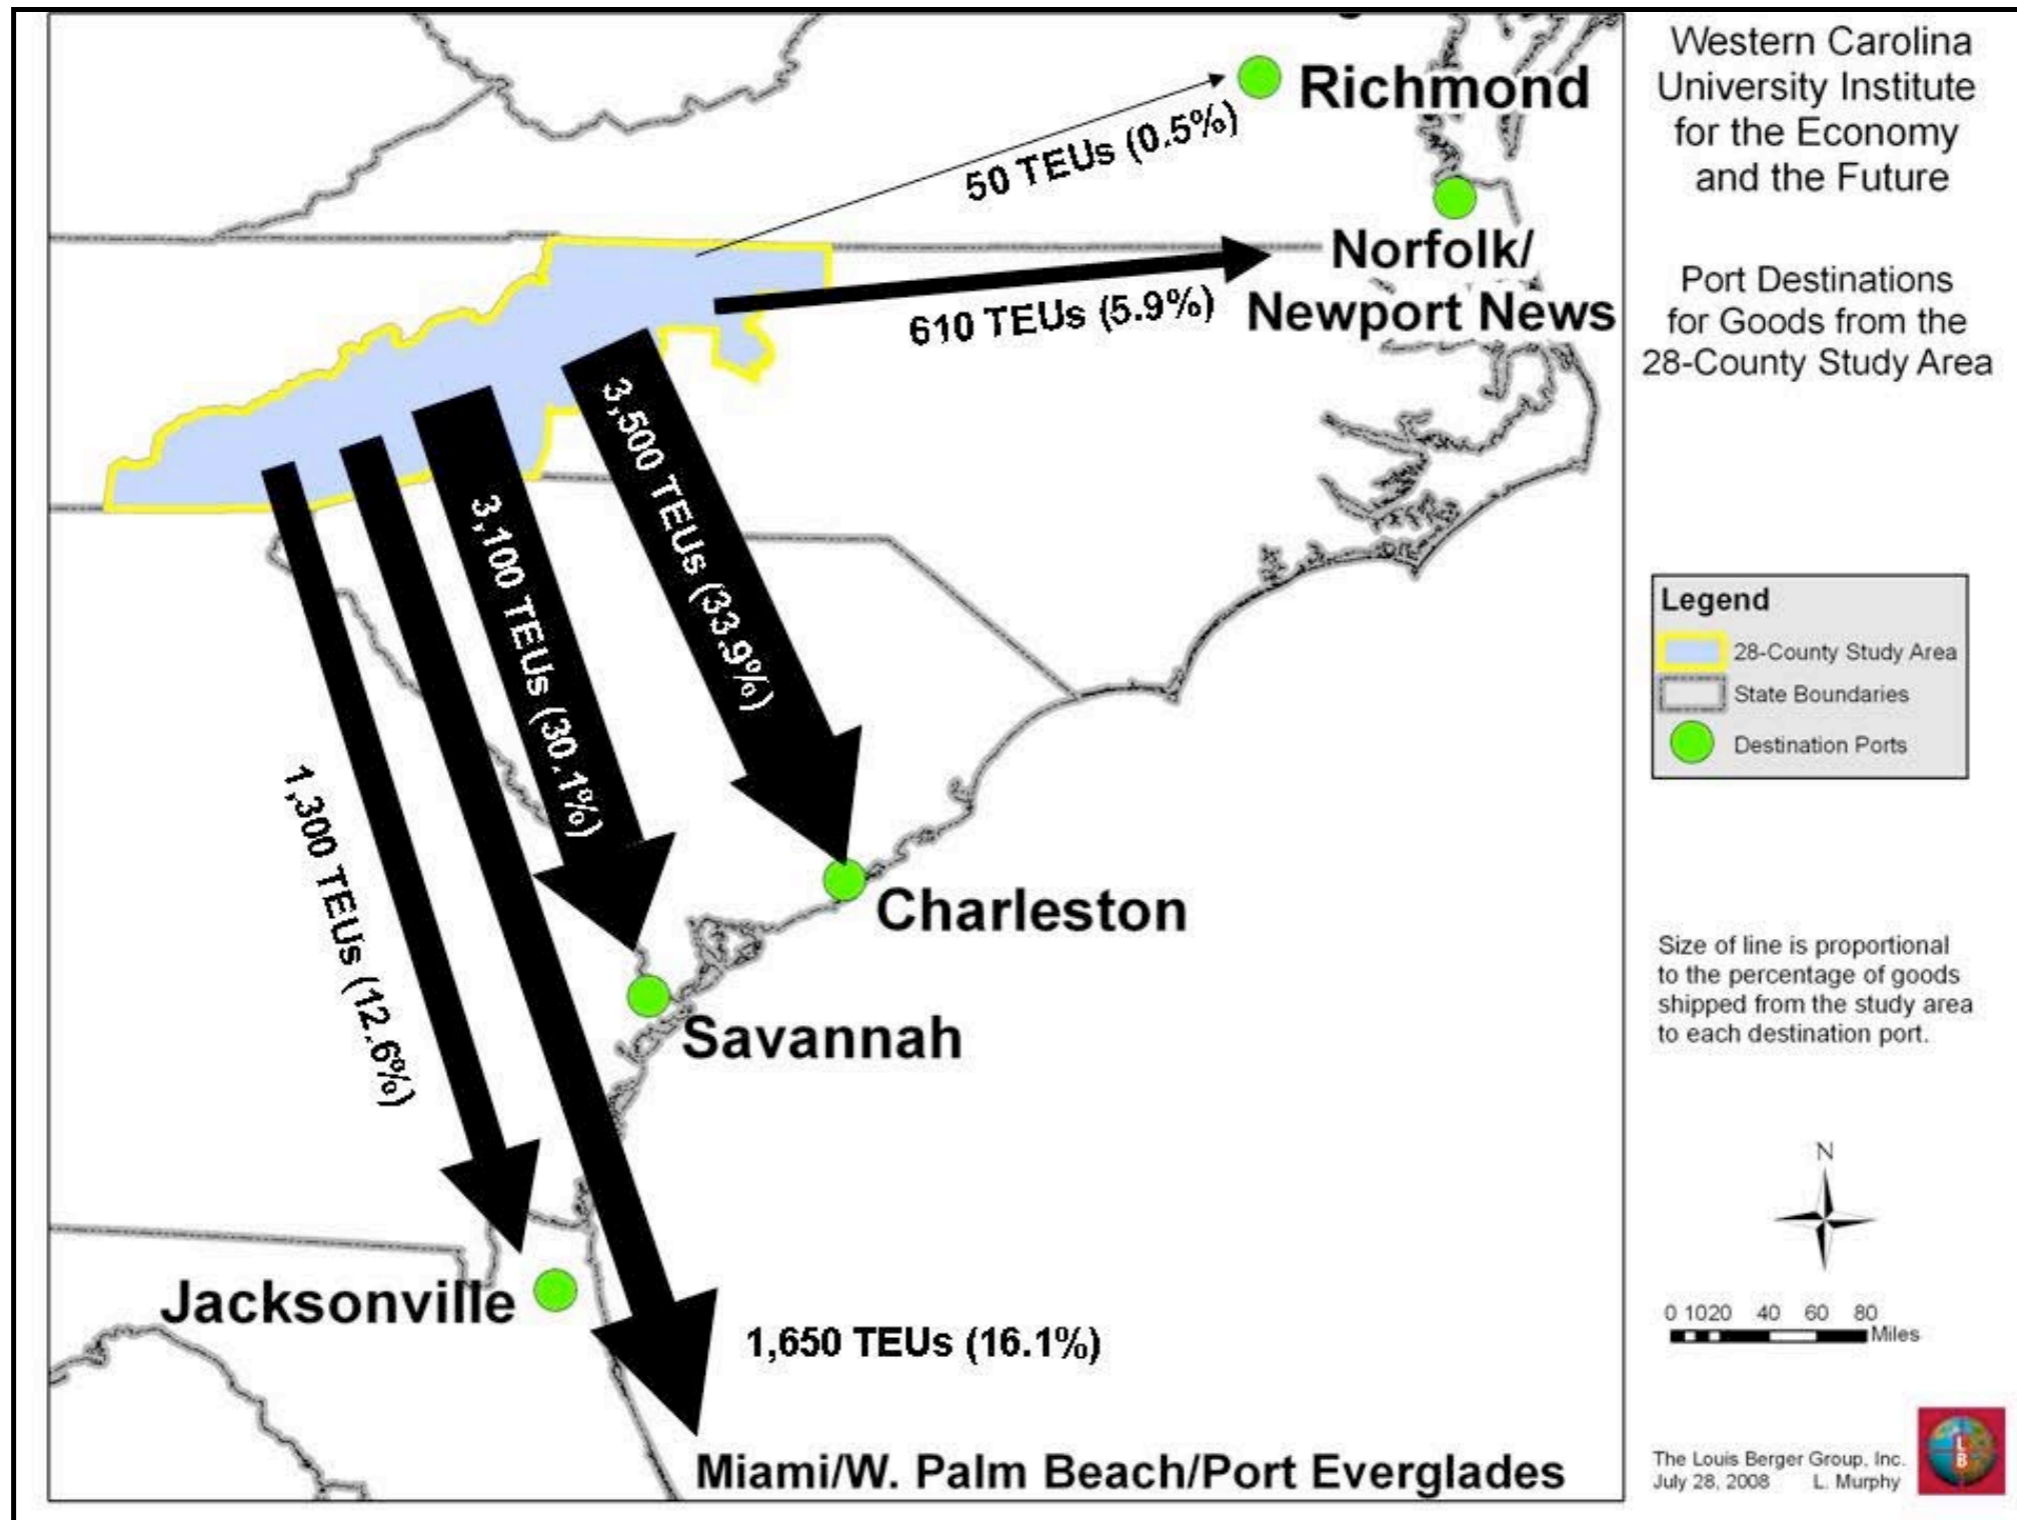 Western Carolina
University Institute
for the Economy
and the Future
Port Destinations
for Goods from the
28-County Study Area
Richmond
50 TEUs (0.5%)
Norfolk/
Newport News
610 TEUs (5.9%)
3,500 TEUs (33.9%)
3,100 TEUs (30.1%)
1,300 TEUs (12.6%)
Charleston
Savannah
Jacksonville
1,650 TEUs (16.1%)
Miami/W. Palm Beach/Port Everglades
Legend
28-County Study Area
State Boundaries
Destination Ports
Size of line is proportional
to the percentage of goods
shipped from the study area
to each destination port.
N
0 1020 40 60 80
Miles
The Louis Berger Group, Inc.
July 28, 2008 L. Murphy
L
B